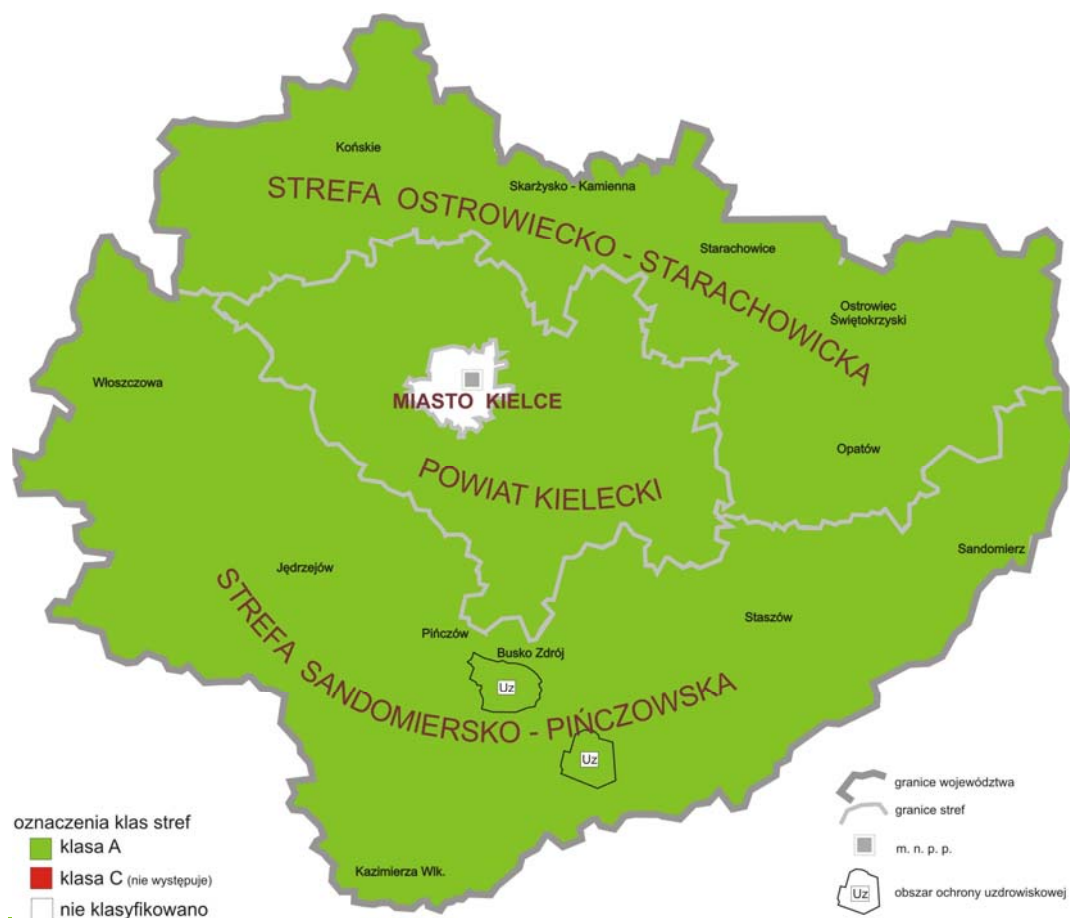 Końskie
Skarżysko - Kamienna
STREFA OSTROWIECKO - STARACHOWICKA
Starachowice
Ostrowiec
Świętokrzyski
Włoszczowa
MIASTO KIELCE
Opatów
POWIAT KIELECKI
Sandomierz
Jędrzejów
Staszów
Pińczów
Busko Zdrój
Uz
STREFA SANDOMIERSKO - PIŃCZOWSKA
Uz
Kazimierza Wlk.
oznaczenia klas stref
klasa A
klasa C (nie występuje)
nie klasyfikowano
granice województwa
granice stref
m. n. p. p.
Uz obszar ochrony uzdrowiskowej